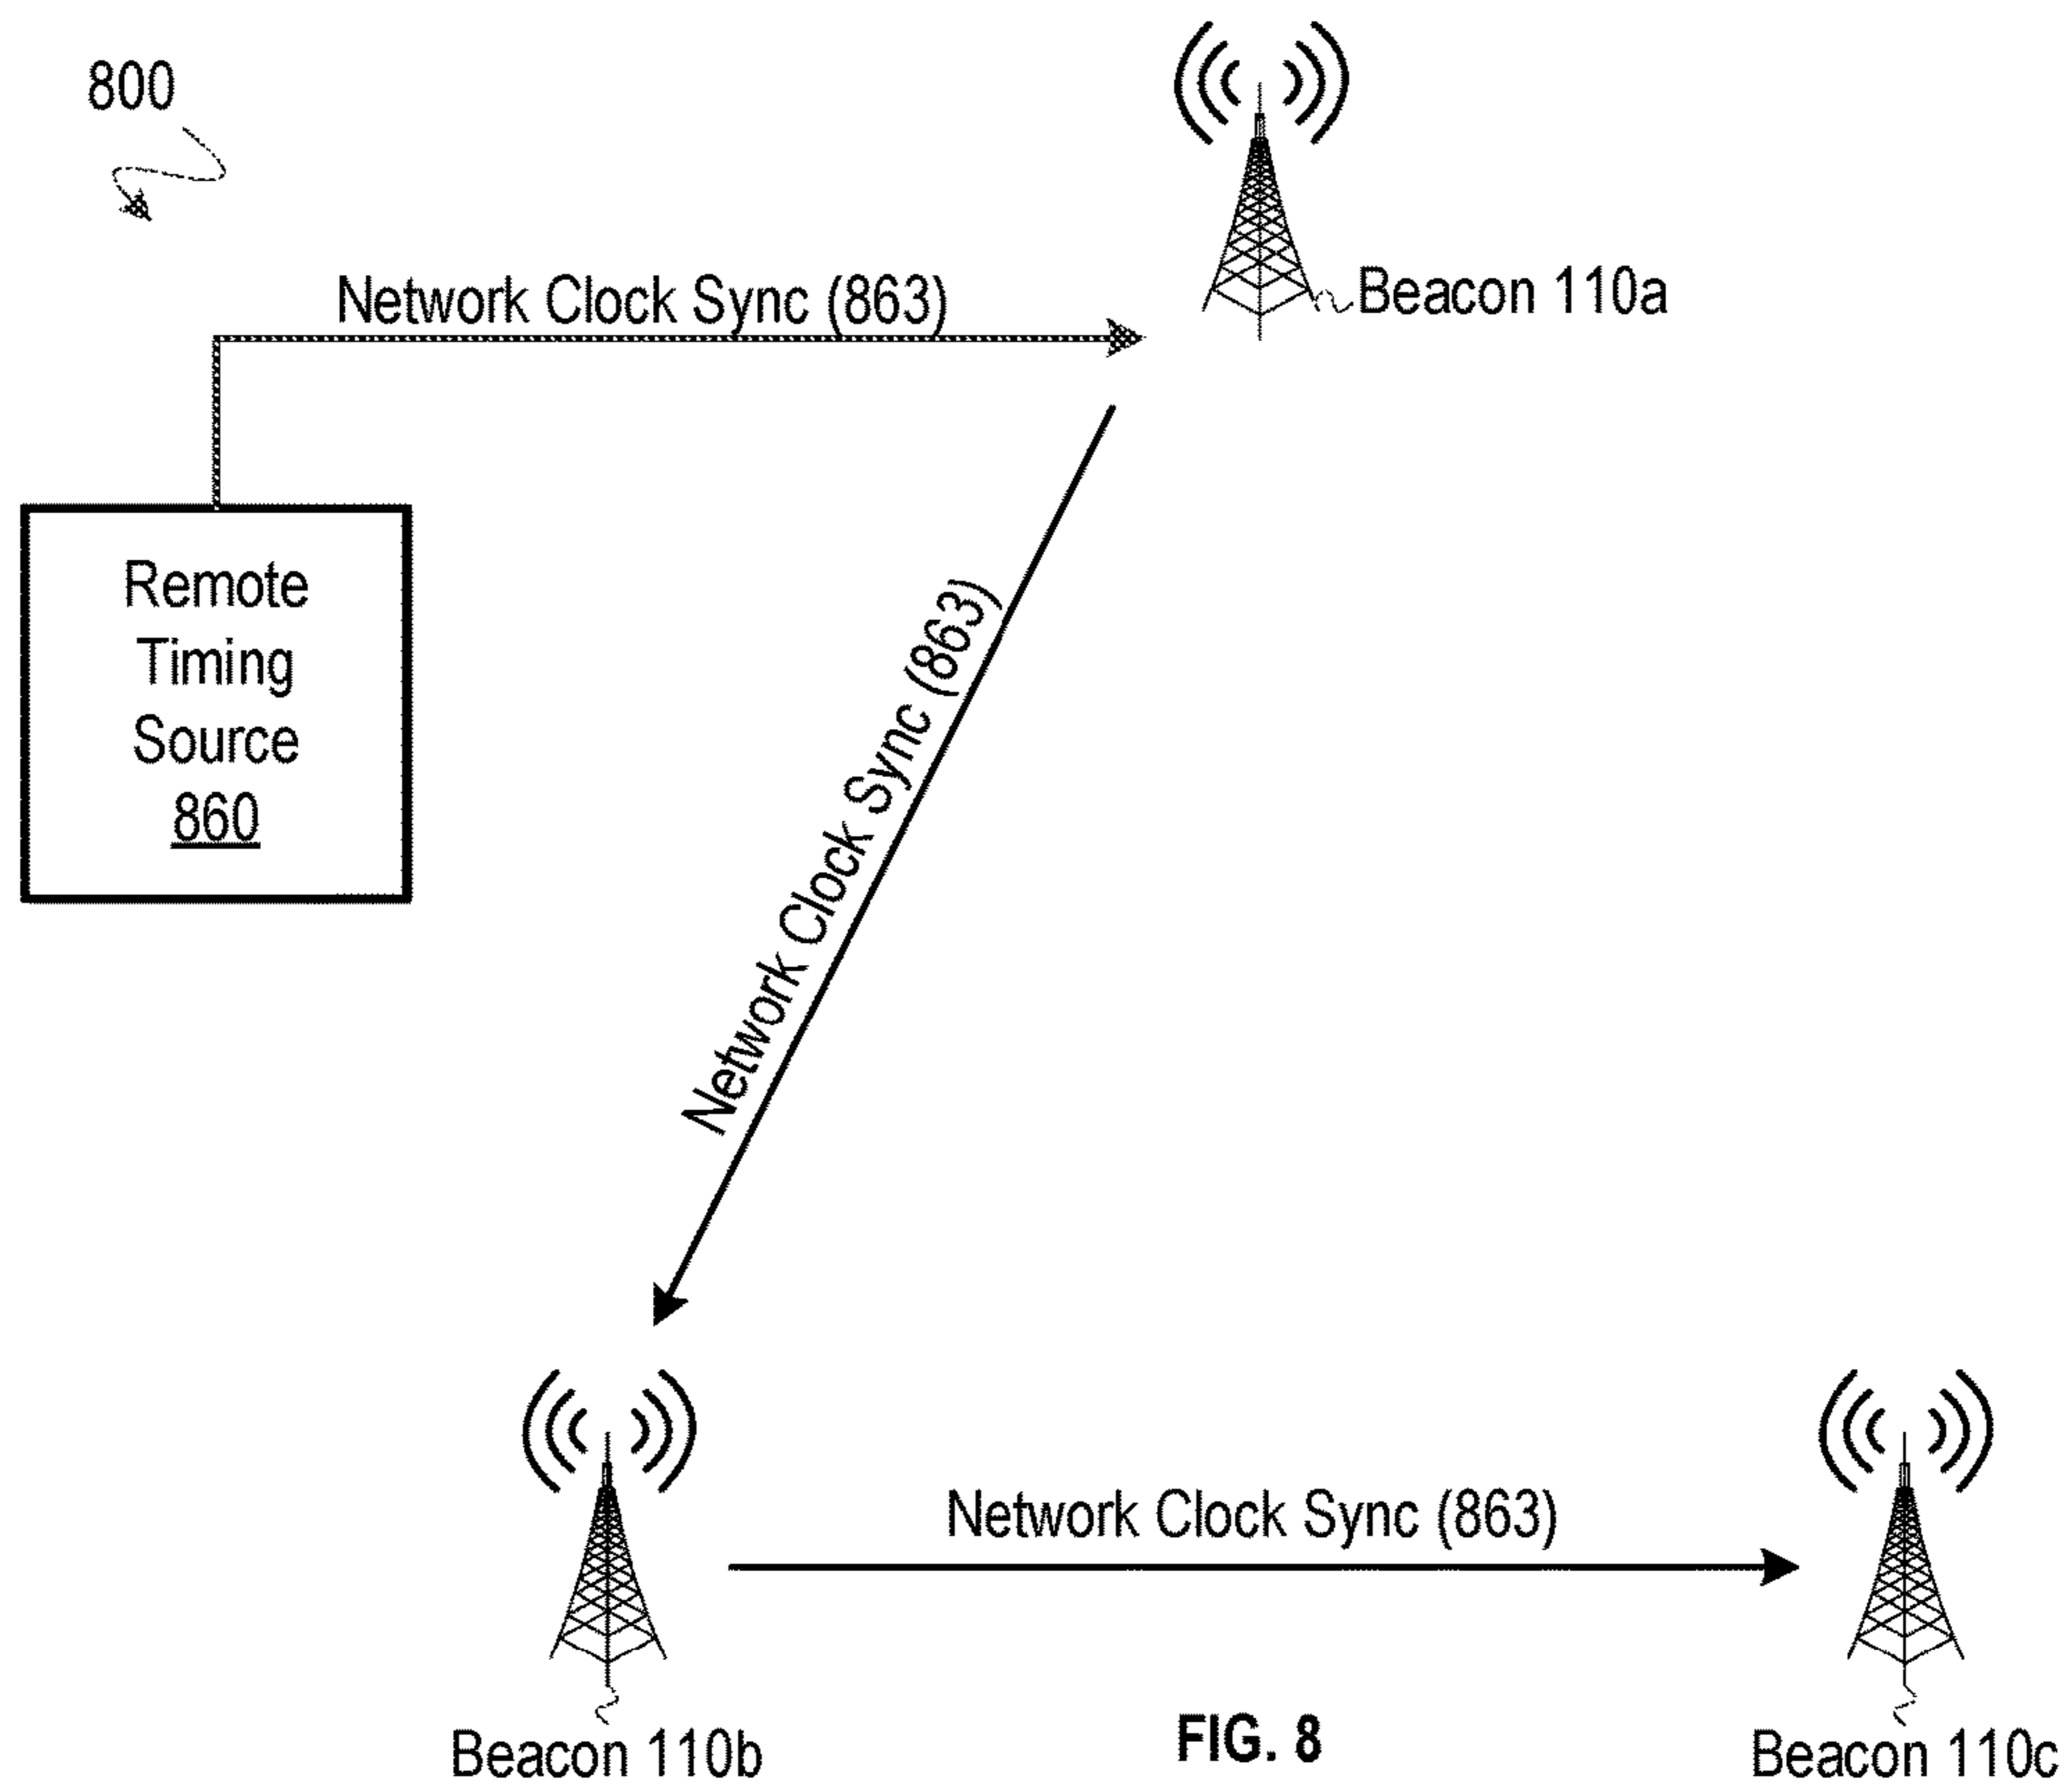 800
Network Clock Sync (863)
Beacon 110a
Remote
Timing
Source
860
Network Clock Sync (863)
Network Clock Sync (863)
Beacon 110b
FIG. 8
Beacon 110c